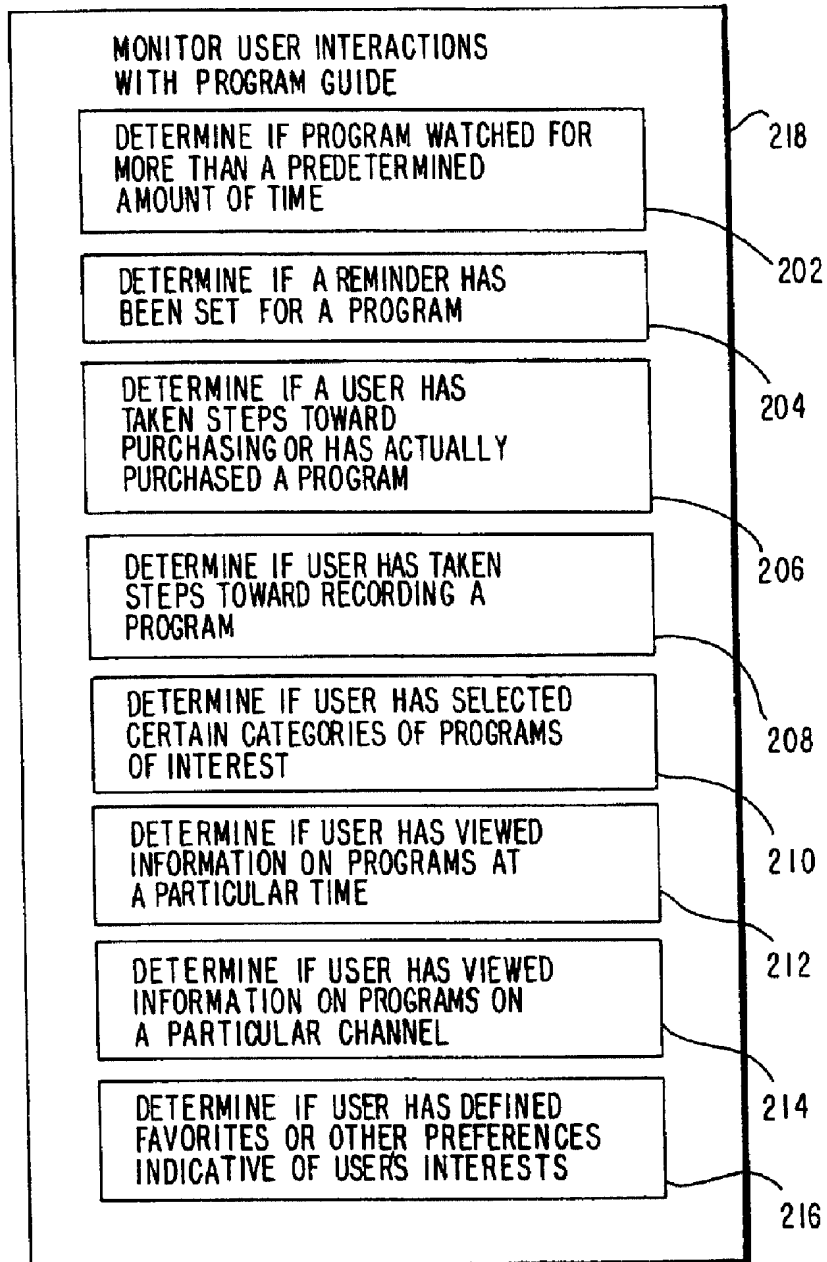 MONITOR USER INTERACTIONS
WITH PROGRAM GUIDE
218
DETERMINE IF PROGRAM WATCHED FOR
MORE THAN A PREDETERMINED
AMOUNT OF TIME
202
DETERMINE IF A REMINDER HAS
BEEN SET FOR A PROGRAM
204
DETERMINE IF A USER HAS
TAKEN STEPS TOWARD
PURCHASING OR HAS ACTUALLY
PURCHASED A PROGRAM
206
DETERMINE IF USER HAS TAKEN
STEPS TOWARD RECORDING A
PROGRAM
208
DETERMINE IF USER HAS SELECTED
CERTAIN CATEGORIES OF PROGRAMS
OF INTEREST
210
DETERMINE IF USER HAS VIEWED
INFORMATION ON PROGRAMS AT
A PARTICULAR TIME
212
DETERMINE IF USER HAS VIEWED
INFORMATION ON PROGRAMS ON
A PARTICULAR CHANNEL
214
DETERMINE IF USER HAS DEFINED
FAVORITES OR OTHER PREFERENCES
INDICATIVE OF USER'S INTERESTS
216